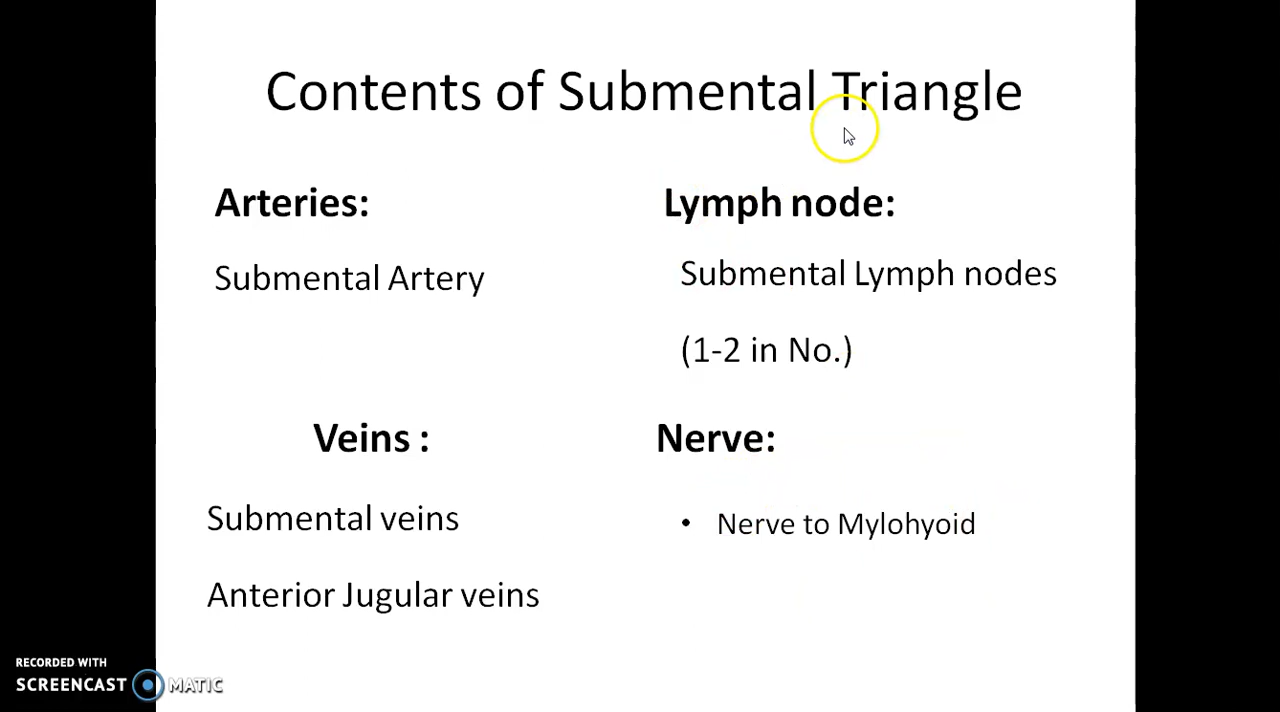 Contents of Submental Triangle
Arteries:
Submental Artery
Lymph node:
Submental Lymph nodes
(1-2 in No.)
Veins :
Submental veins
Anterior Jugular veins
Nerve:
• Nerve to Mylohyoid
RECORDED WITH
SCREENCAST MATIC